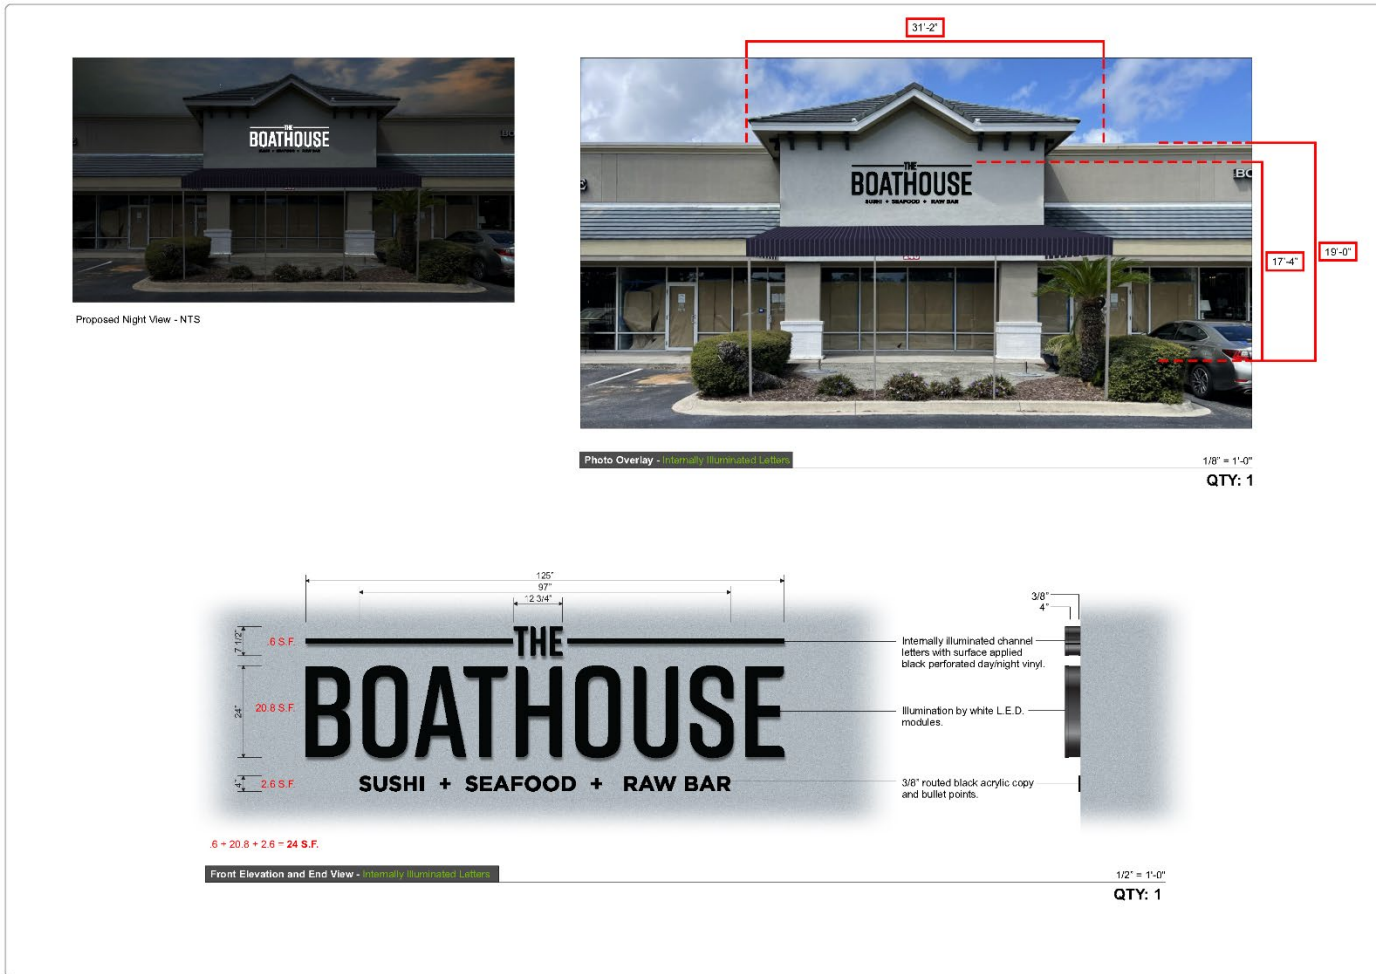 31'-2"
THE
BOATHOUSE
SUSHI + SEAFOOD + RAW BAR
THE
BOATHOUSE
SUSHI + SEAFOOD + RAW BAR
BO
19'-0"
17'-4"
Proposed Night View - NTS
Photo Overlay - Internally Illuminated Letters
1/8" = 1'-0"
QTY: 1
125"
97"
12 3/4"
3/8"
4"
7 1/2"
.6 S.F.
THE
Internally illuminated channel
letters with surface applied
black perforated day/night vinyl.
24"
20.8 S.F.
BOATHOUSE
Illumination by white L.E.D.
modules.
4"
2.6 S.F.
SUSHI + SEAFOOD + RAW BAR
3/8" routed black acrylic copy
and bullet points.
.6 + 20.8 + 2.6 = 24 S.F.
Front Elevation and End View - Internally Illuminated Letters
1/2" = 1'-0"
QTY: 1